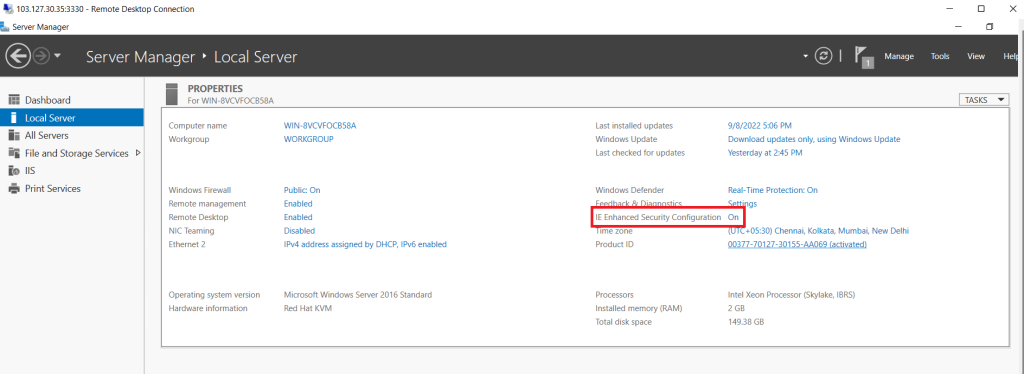 103.127.30.35:3330 - Remote Desktop Connection
Server Manager
Server Manager • Local Server
1
Manage
Tools
View
Help
Dashboard
Local Server
All Servers
File and Storage Services
IIS
Print Services
PROPERTIES
For WIN-8VCVFOCB58A
TASKS
Computer name WIN-8VCVFOCB58A
Workgroup WORKGROUP
Last installed updates 9/8/2022 5:06 PM
Windows Update Download updates only, using Windows Update
Last checked for updates Yesterday at 2:45 PM
Windows Firewall Public: On
Remote management Enabled
Remote Desktop Enabled
NIC Teaming Disabled
Ethernet 2 IPv4 address assigned by DHCP, IPv6 enabled
Windows Defender Real-Time Protection: On
Feedback & Diagnostics Settings
IE Enhanced Security Configuration On
Time zone (UTC+05:30) Chennai, Kolkata, Mumbai, New Delhi
Product ID 00377-70127-30155-AA069 (activated)
Operating system version Microsoft Windows Server 2016 Standard
Hardware information Red Hat KVM
Processors Intel Xeon Processor (Skylake, IBRS)
Installed memory (RAM) 2 GB
Total disk space 149.38 GB